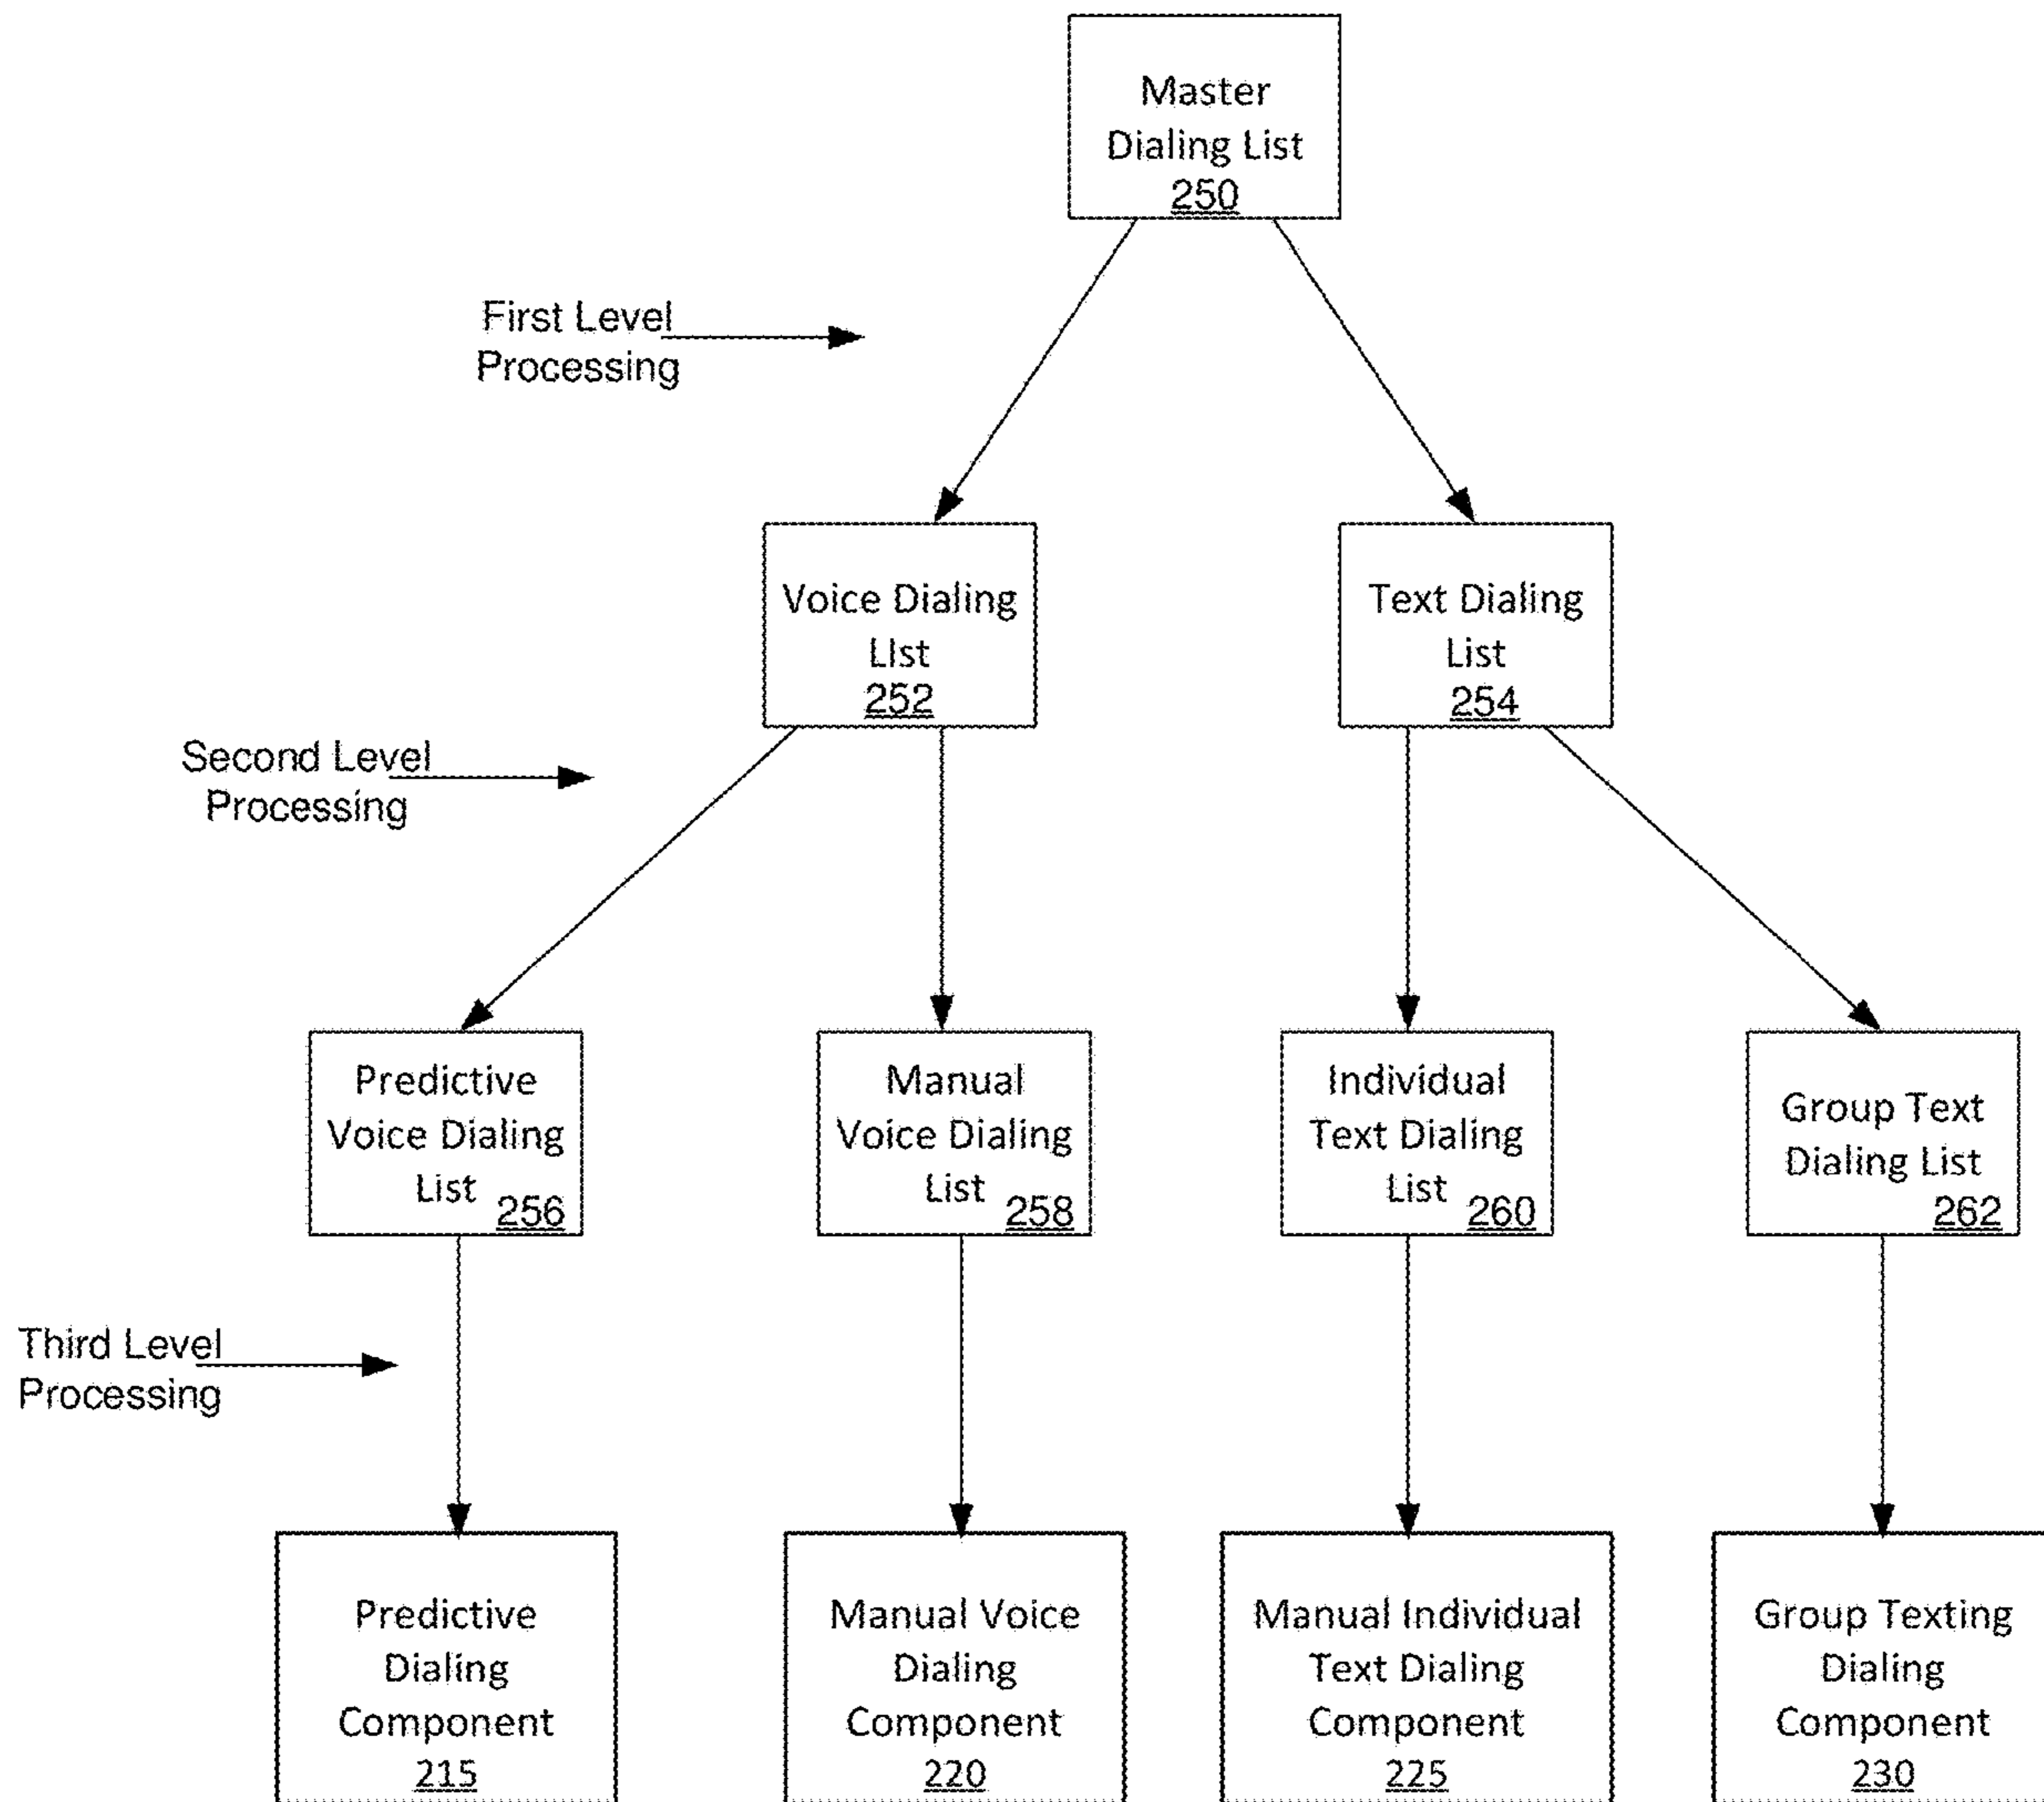 Master
Dialing List
250
First Level
Processing
Voice Dialing
LIst
252
Text Dialing
List
254
Second Level
Processing
Predictive
Voice Dialing
List 256
Manual
Voice Dialing
List 258
Individual
Text Dialing
List 260
Group Text
Dialing List
262
Third Level
Processing
Predictive
Dialing
Component
215
Manual Voice
Dialing
Component
220
Manual Individual
Text Dialing
Component
225
Group Texting
Dialing
Component
230